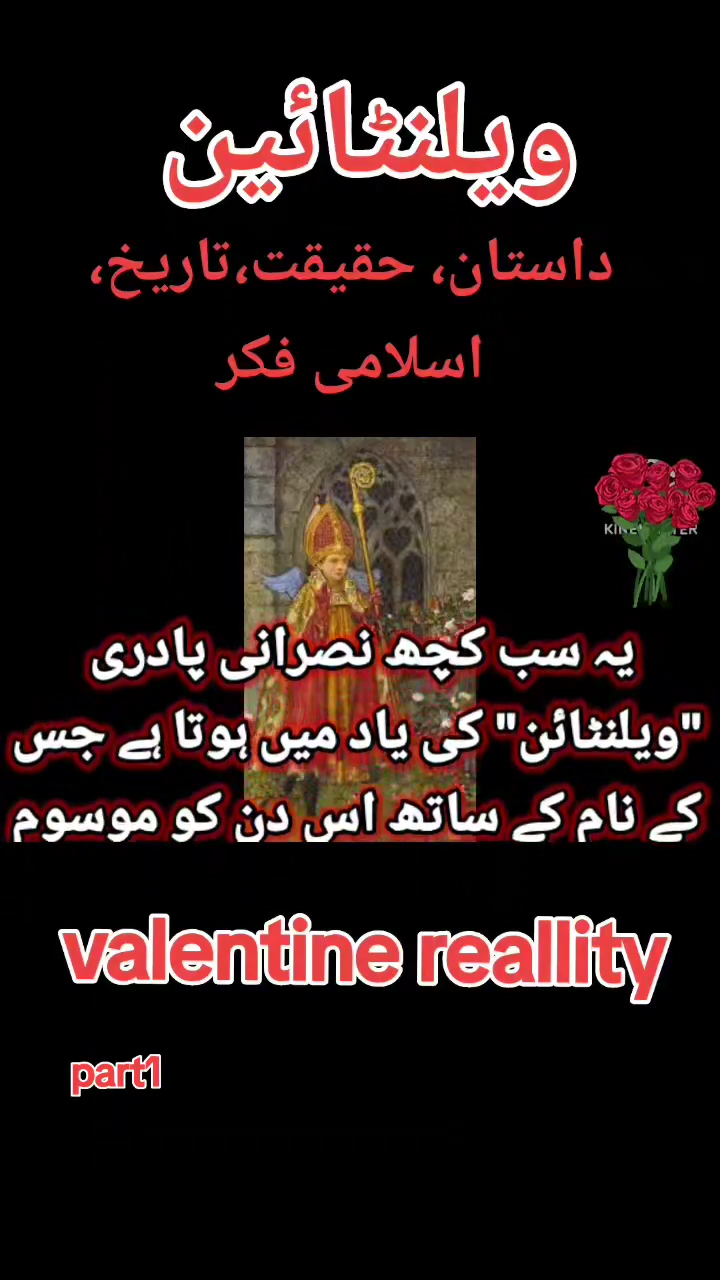 ویلنٹائین
داستان، حقیقت،تاریخ،
اسلامی فکر
یہ سب کچھ نصرانی پادری
"ویلنٹائن" کی یاد میں ہوتا ہے جس
کے نام کے ساتھ اس دن کو موسوم
valentine reallity
part1